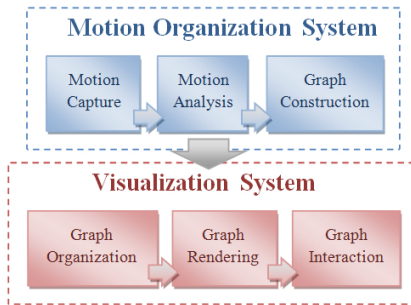 Motion Organization System
Motion
Capture
Motion
Analysis
Graph
Construction
Visualization System
Graph
Organization
Graph
Rendering
Graph
Interaction